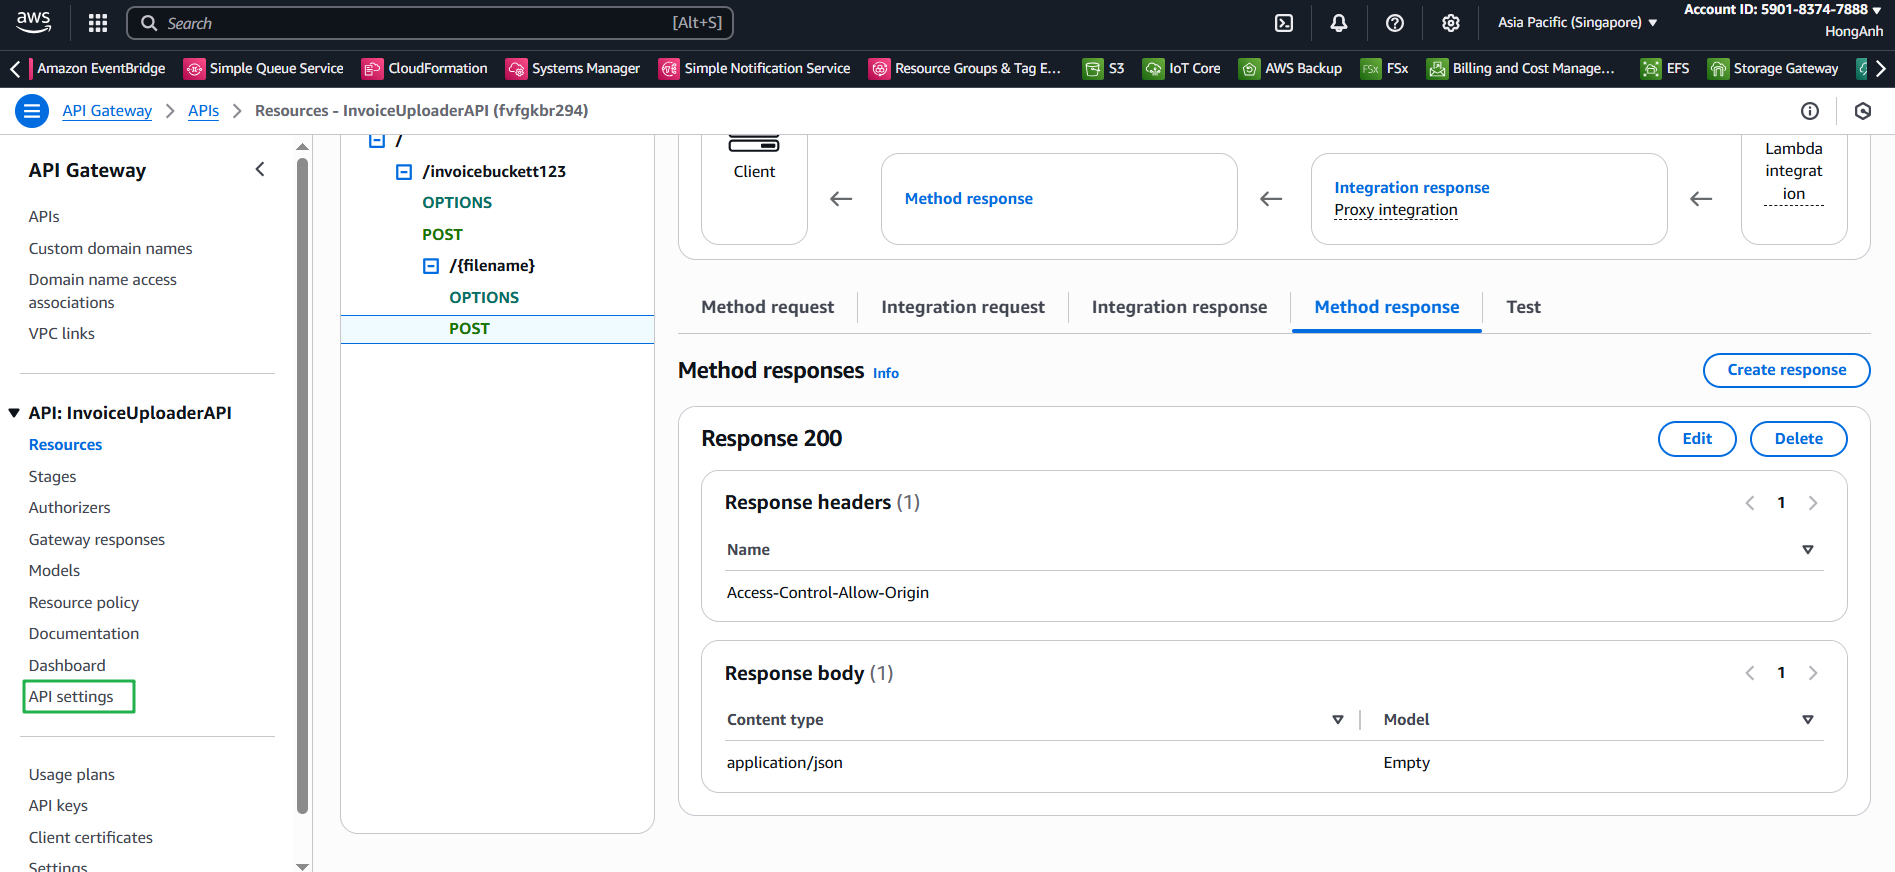 aws
Search [Alt+S]
Asia Pacific (Singapore)
Account ID: 5901-8374-7888
HongAnh
Amazon EventBridge
Simple Queue Service
CloudFormation
Systems Manager
Simple Notification Service
Resource Groups & Tag E...
S3
IoT Core
AWS Backup
FSx FSx
Billing and Cost Manage...
EFS
Storage Gateway
API Gateway
APIs
Resources - InvoiceUploaderAPI (fvfgkbr294)
API Gateway
APIs
Custom domain names
Domain name access
associations
VPC links
API: InvoiceUploaderAPI
Resources
Stages
Authorizers
Gateway responses
Models
Resource policy
Documentation
Dashboard
API settings
Usage plans
API keys
Client certificates
Settings
/
/invoicebuckett123
OPTIONS
POST
/{filename}
OPTIONS
POST
Client
Method response
Integration response
Proxy integration
Lambda
integrat
ion
Method request
Integration request
Integration response
Method response
Test
Method responses Info
Create response
Response 200
Edit
Delete
Response headers (1)
1
Name
Access-Control-Allow-Origin
Response body (1)
1
Content type
Model
application/json
Empty